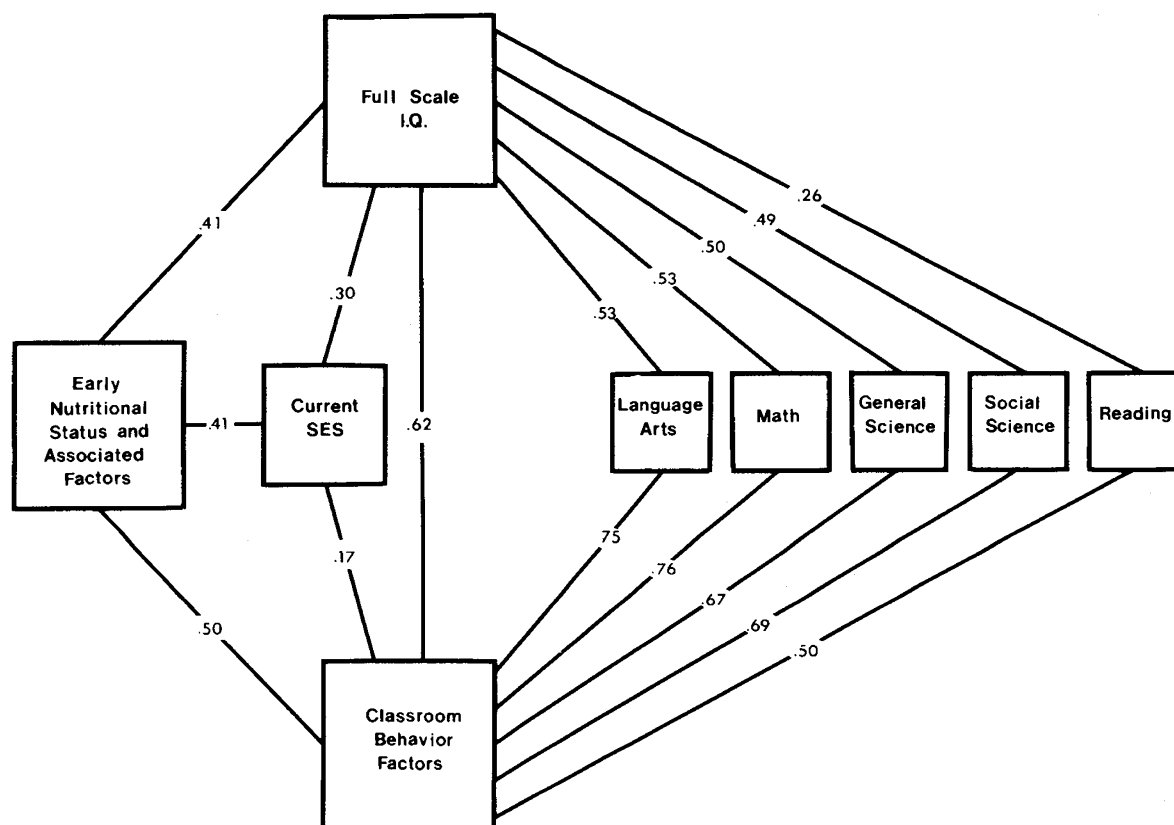 Full Scale
I.Q.
.26
.49
.50
.53
.53
.41
.30
.62
Early
Nutritional
Status and
Associated
Factors
.41
Current
SES
Language
Arts
Math
General
Science
Social
Science
Reading
.50
.17
.75
.76
.67
.69
.50
Classroom
Behavior
Factors